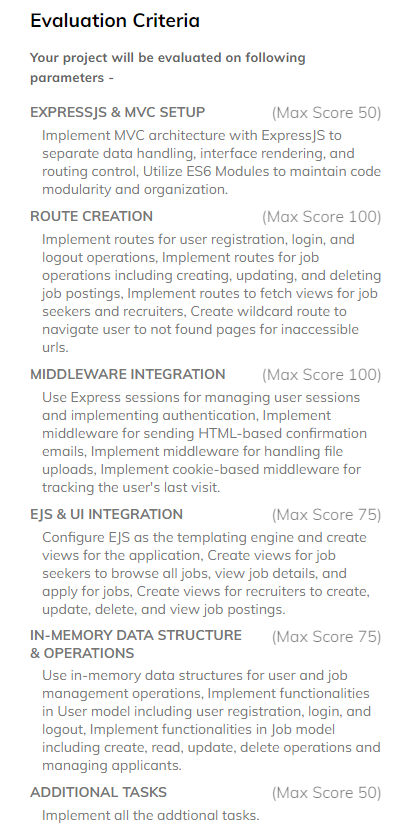 Evaluation Criteria
Your project will be evaluated on following
parameters -
EXPRESSJS & MVC SETUP (Max Score 50)
Implement MVC architecture with ExpressJS to
separate data handling, interface rendering, and
routing control, Utilize ES6 Modules to maintain code
modularity and organization.
ROUTE CREATION (Max Score 100)
Implement routes for user registration, login, and
logout operations, Implement routes for job
operations including creating, updating, and deleting
job postings, Implement routes to fetch views for job
seekers and recruiters, Create wildcard route to
navigate user to not found pages for inaccessible
urls.
MIDDLEWARE INTEGRATION (Max Score 100)
Use Express sessions for managing user sessions
and implementing authentication, Implement
middleware for sending HTML-based confirmation
emails, Implement middleware for handling file
uploads, Implement cookie-based middleware for
tracking the user's last visit.
EJS & UI INTEGRATION (Max Score 75)
Configure EJS as the templating engine and create
views for the application, Create views for job
seekers to browse all jobs, view job details, and
apply for jobs, Create views for recruiters to create,
update, delete, and view job postings.
IN-MEMORY DATA STRUCTURE (Max Score 75)
& OPERATIONS
Use in-memory data structures for user and job
management operations, Implement functionalities
in User model including user registration, login, and
logout, Implement functionalities in Job model
including create, read, update, delete operations and
managing applicants.
ADDITIONAL TASKS (Max Score 50)
Implement all the addtional tasks.